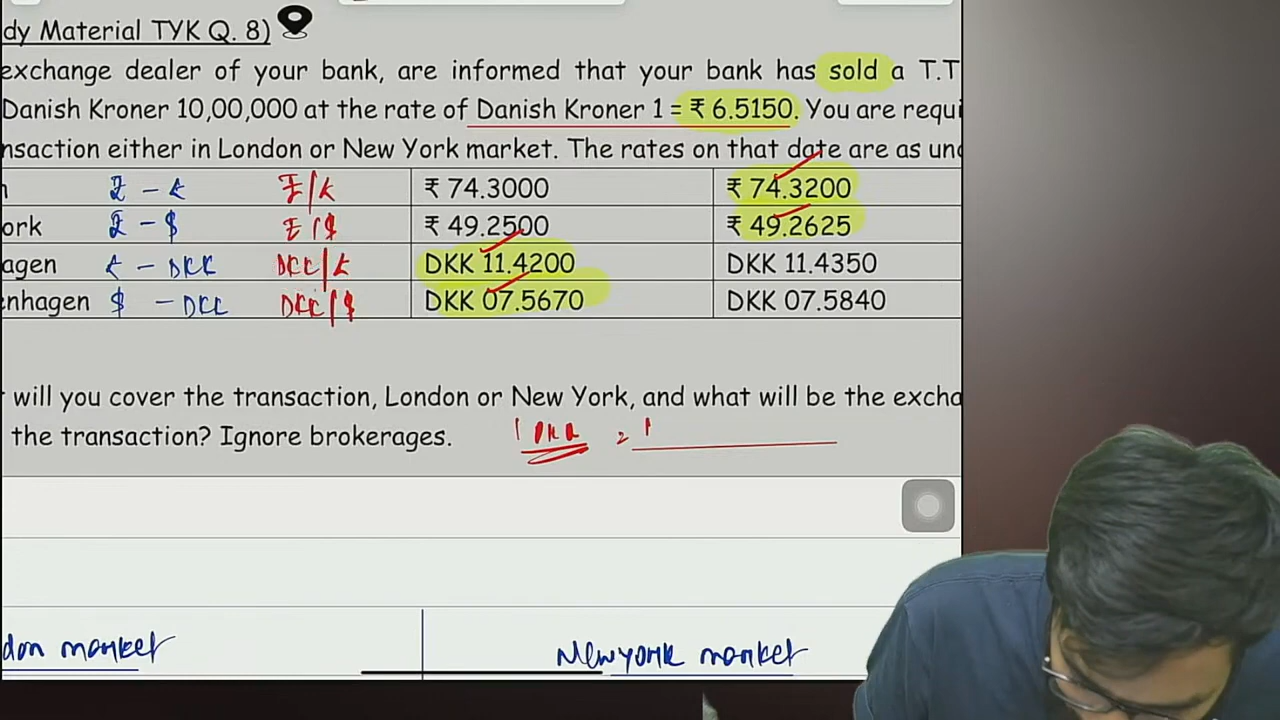 dy Material TYK Q. 8)
exchange dealer of your bank, are informed that your bank has sold a T.T
Danish Kroner 10,00,000 at the rate of Danish Kroner 1 = ₹ 6.5150. You are requi
nsaction either in London or New York market. The rates on that date are as und
n ₹ - £ ₹/£ ₹ 74.3000 ₹ 74.3200
ork ₹ - $ ₹/$ ₹ 49.2500 ₹ 49.2625
agen £ - DKK DKK/£ DKK 11.4200 DKK 11.4350
enhagen $ - DKK DKK/$ DKK 07.5670 DKK 07.5840
will you cover the transaction, London or New York, and what will be the excha
the transaction? Ignore brokerages. 1 DKK = 1
don market Newyork market